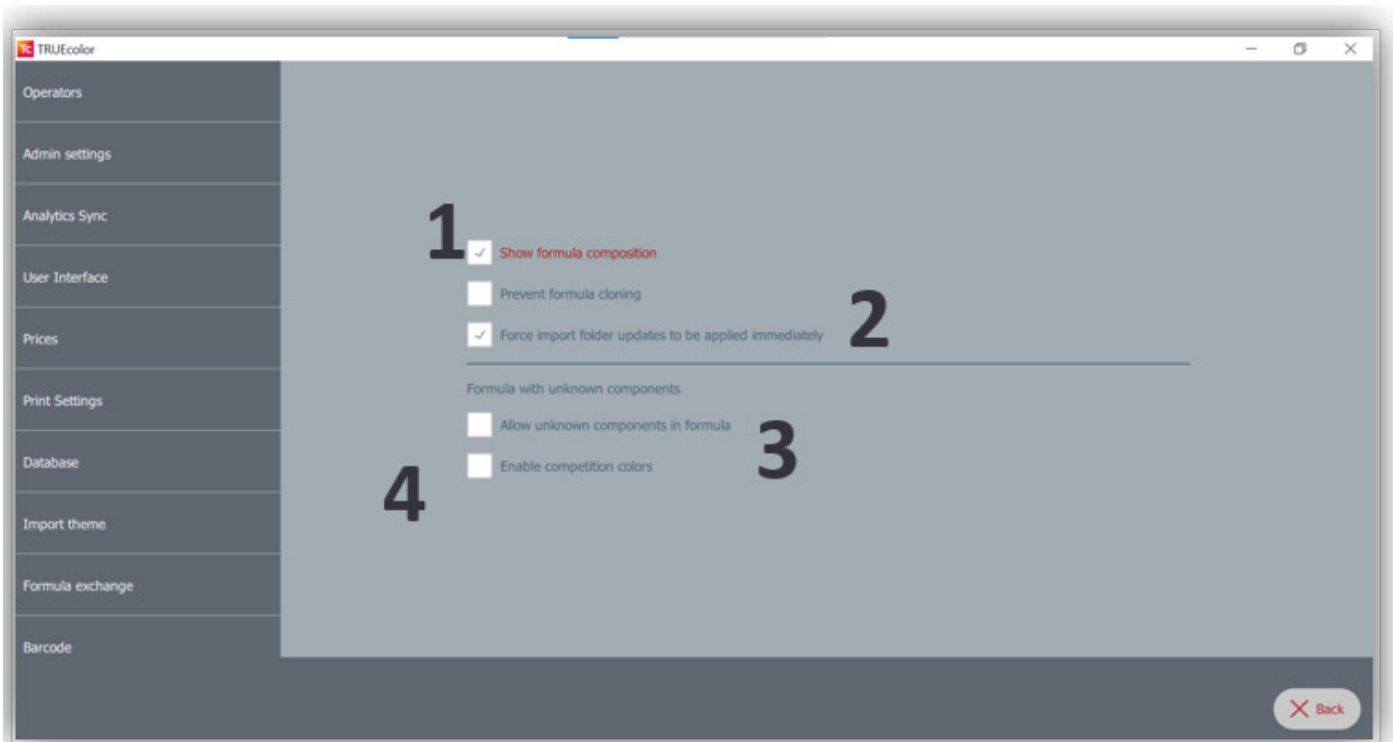 Tc TRUEcolor
Operators
Admin settings
Analytics Sync
User Interface
Prices
Print Settings
Database
Import theme
Formula exchange
Barcode
1
Show formula composition
Prevent formula cloning
2
Force import folder updates to be applied immediately
Formula with unknown components
Allow unknown components in formula
3
Enable competition colors
4
Back